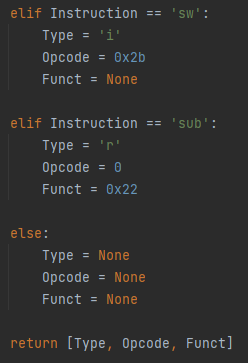 elif Instruction == 'sw':
    Type = 'i'
    Opcode = 0x2b
    Funct = None
elif Instruction == 'sub':
    Type = 'r'
    Opcode = 0
    Funct = 0x22
else:
    Type = None
    Opcode = None
    Funct = None
return [Type, Opcode, Funct]